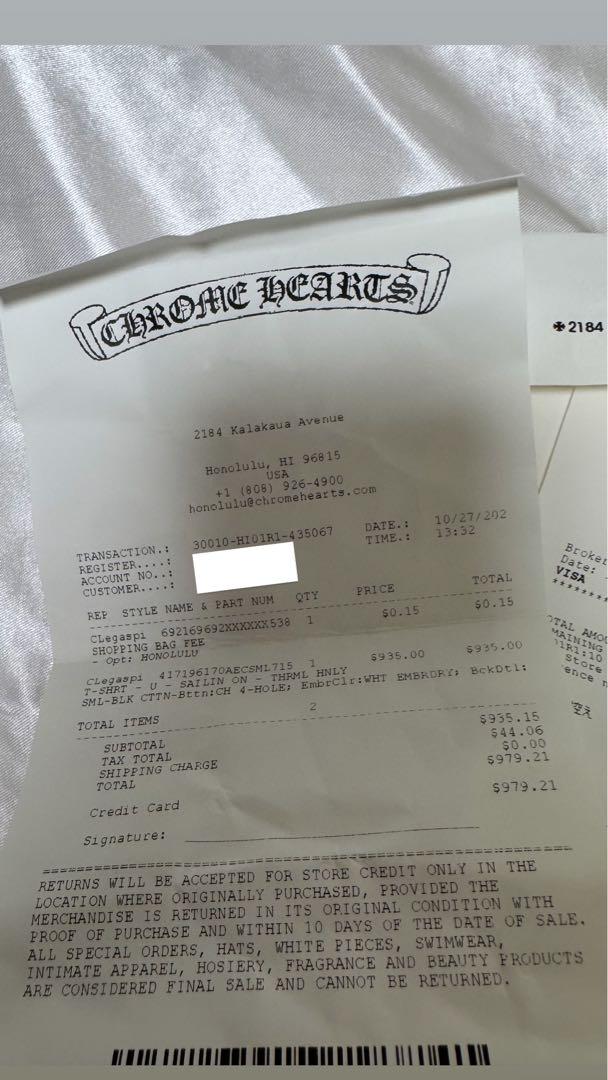 CHROME HEARTS
2184 Kalakaua Avenue
Honolulu, HI 96815
USA
+1 (808) 926-4900
honolulu@chromehearts.com
TRANSACTION.: 30010-HI01R1-435067 DATE.: 10/27/202
REGISTER....: TIME.: 13:32
ACCOUNT NO..:
CUSTOMER....:
REP STYLE NAME & PART NUM QTY PRICE TOTAL
CLegaspi 692169692XXXXXX538 1 $0.15 $0.15
SHOPPING BAG FEE
- Opt: HONOLULU
CLegaspi 417196170AECSML715 1 $935.00 $935.00
T-SHRT - U - SAILIN ON - THRML HNLY
SML-BLK CTTN-Bttn:CH 4-HOLE; EmbrClr:WHT EMBRDRY; BckDtl:
TOTAL ITEMS 2
SUBTOTAL $935.15
TAX TOTAL $44.06
SHIPPING CHARGE $0.00
TOTAL $979.21
Credit Card $979.21
Signature:
RETURNS WILL BE ACCEPTED FOR STORE CREDIT ONLY IN THE
LOCATION WHERE ORIGINALLY PURCHASED, PROVIDED THE
MERCHANDISE IS RETURNED IN ITS ORIGINAL CONDITION WITH
PROOF OF PURCHASE AND WITHIN 10 DAYS OF THE DATE OF SALE.
ALL SPECIAL ORDERS, HATS, WHITE PIECES, SWIMWEAR,
INTIMATE APPAREL, HOSIERY, FRAGRANCE AND BEAUTY PRODUCTS
ARE CONSIDERED FINAL SALE AND CANNOT BE RETURNED.
2184
Date:
VISA
*******
1R1:10
Store